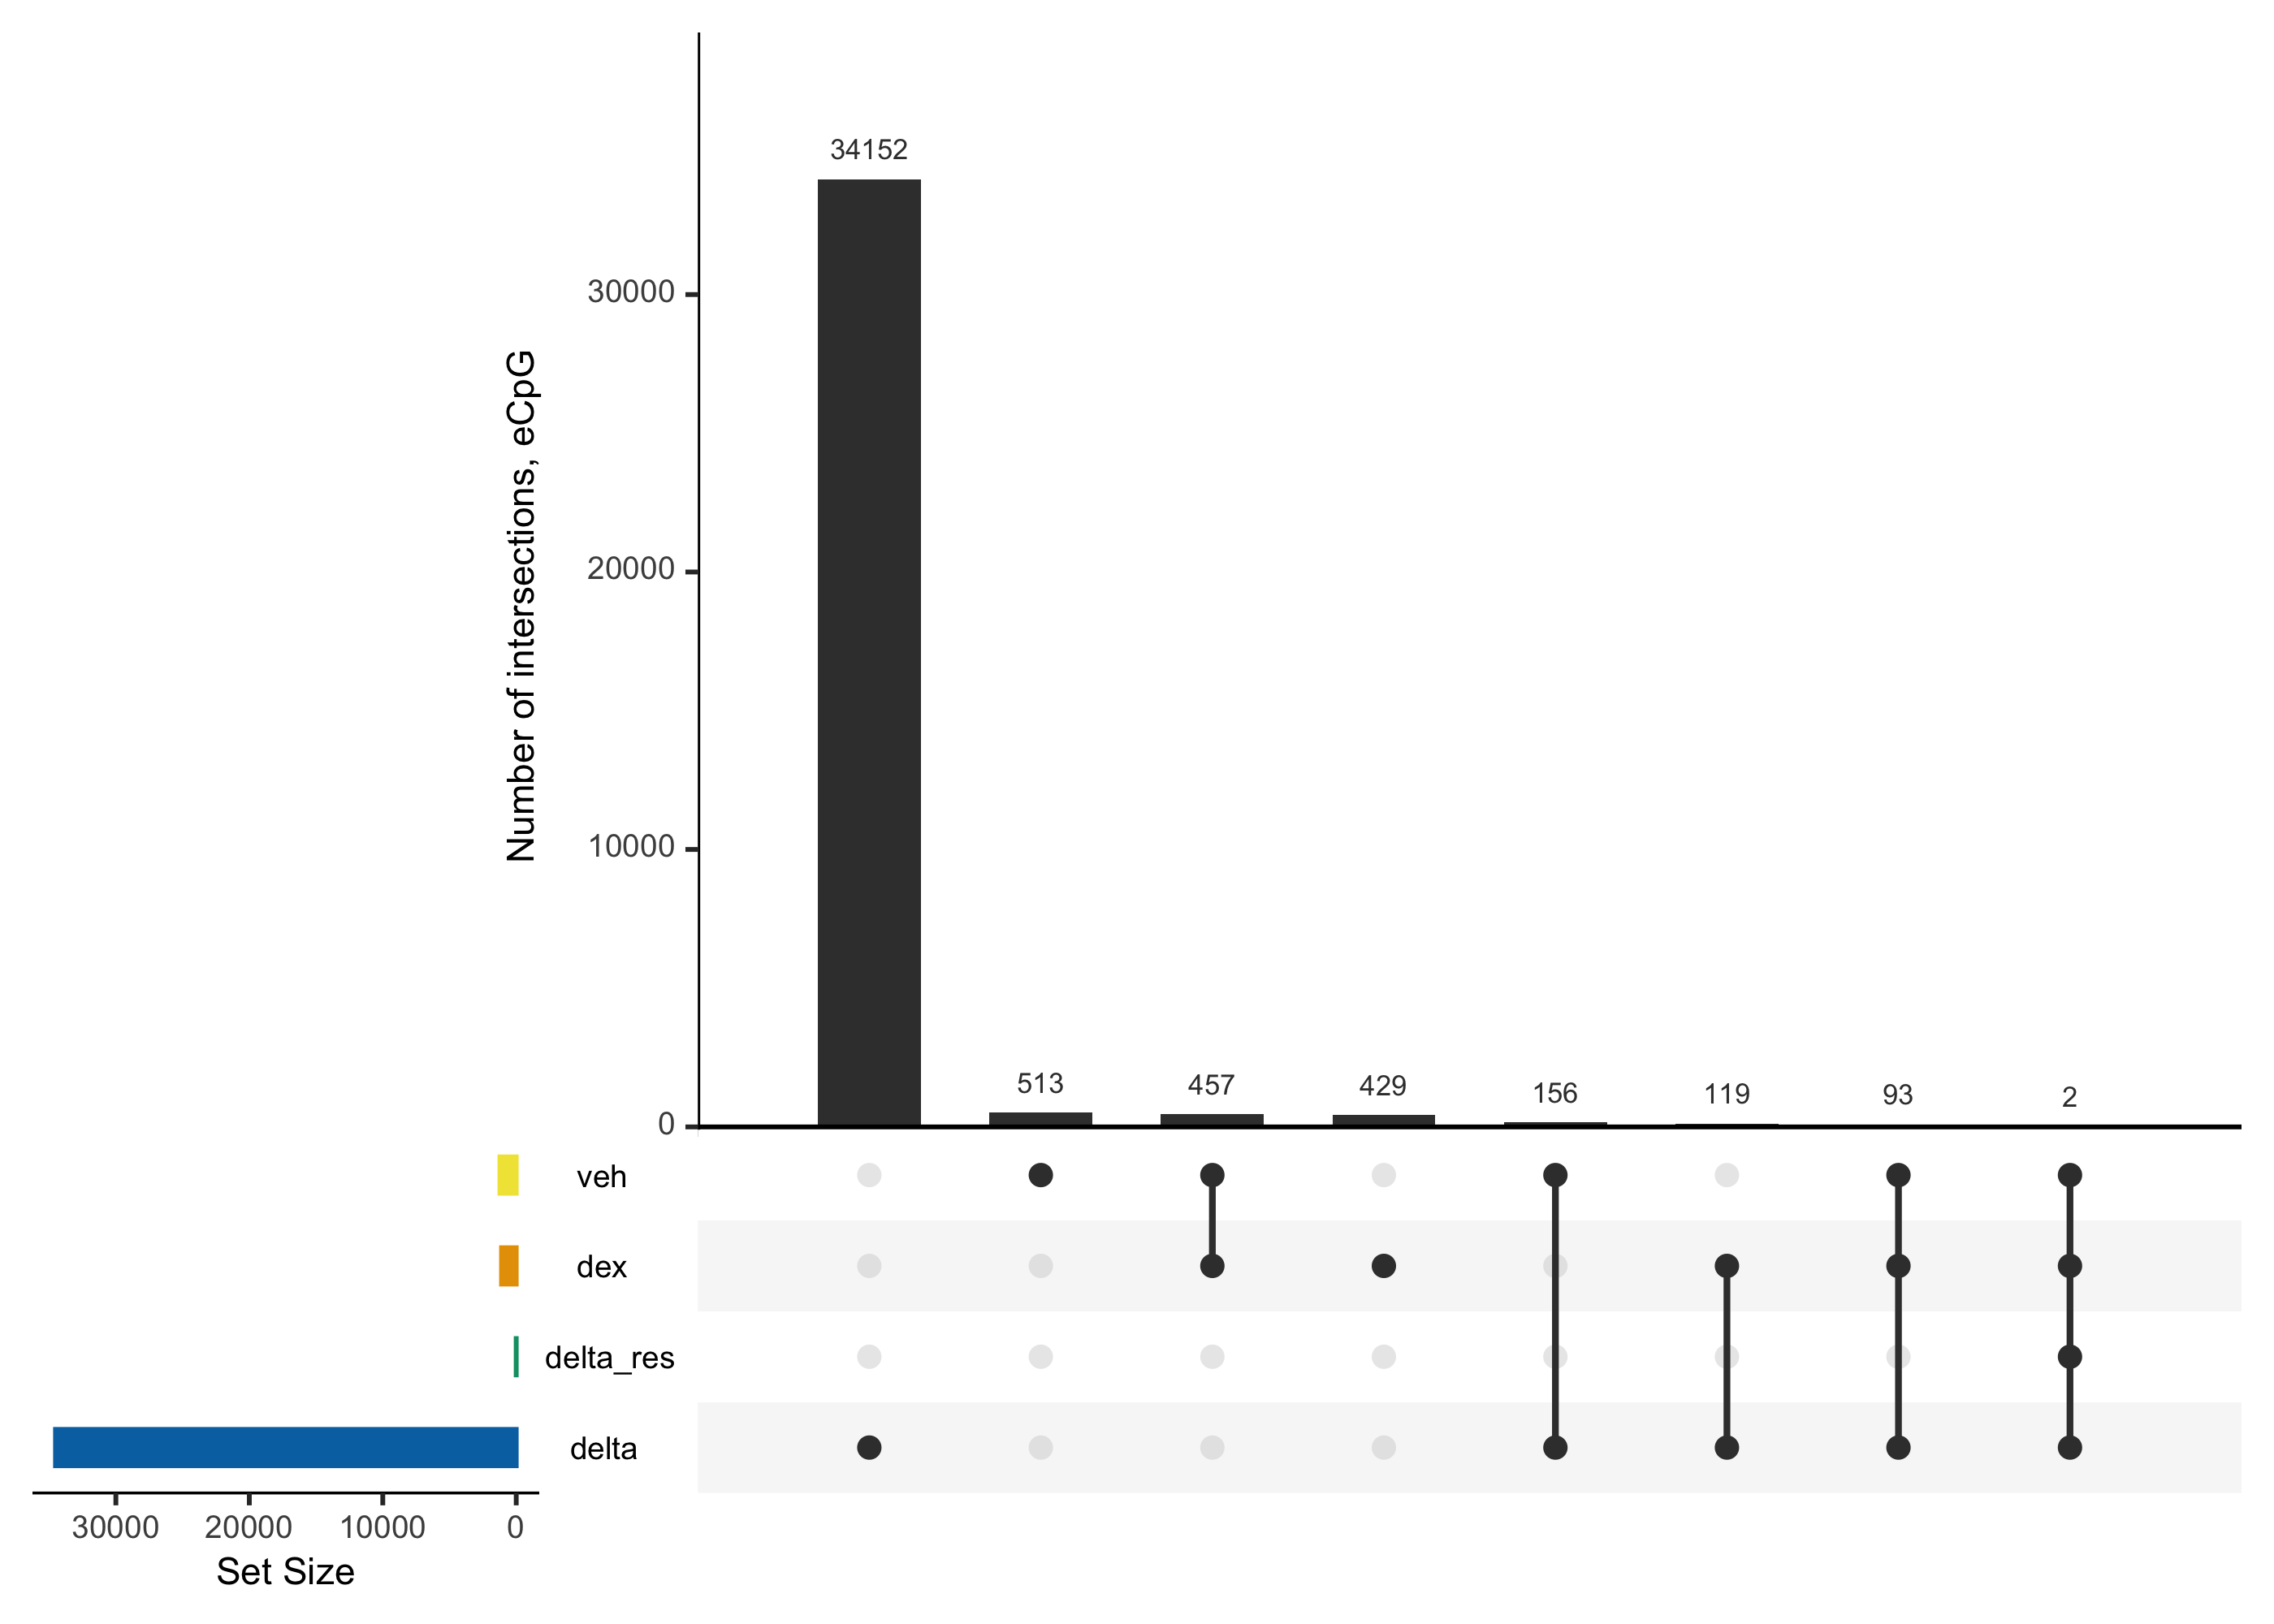 34152
30000
20000
10000
0
Number of intersections, eCpG
513
457
429
156
119
93
2
veh
dex
delta_res
delta
30000 20000 10000 0
Set Size